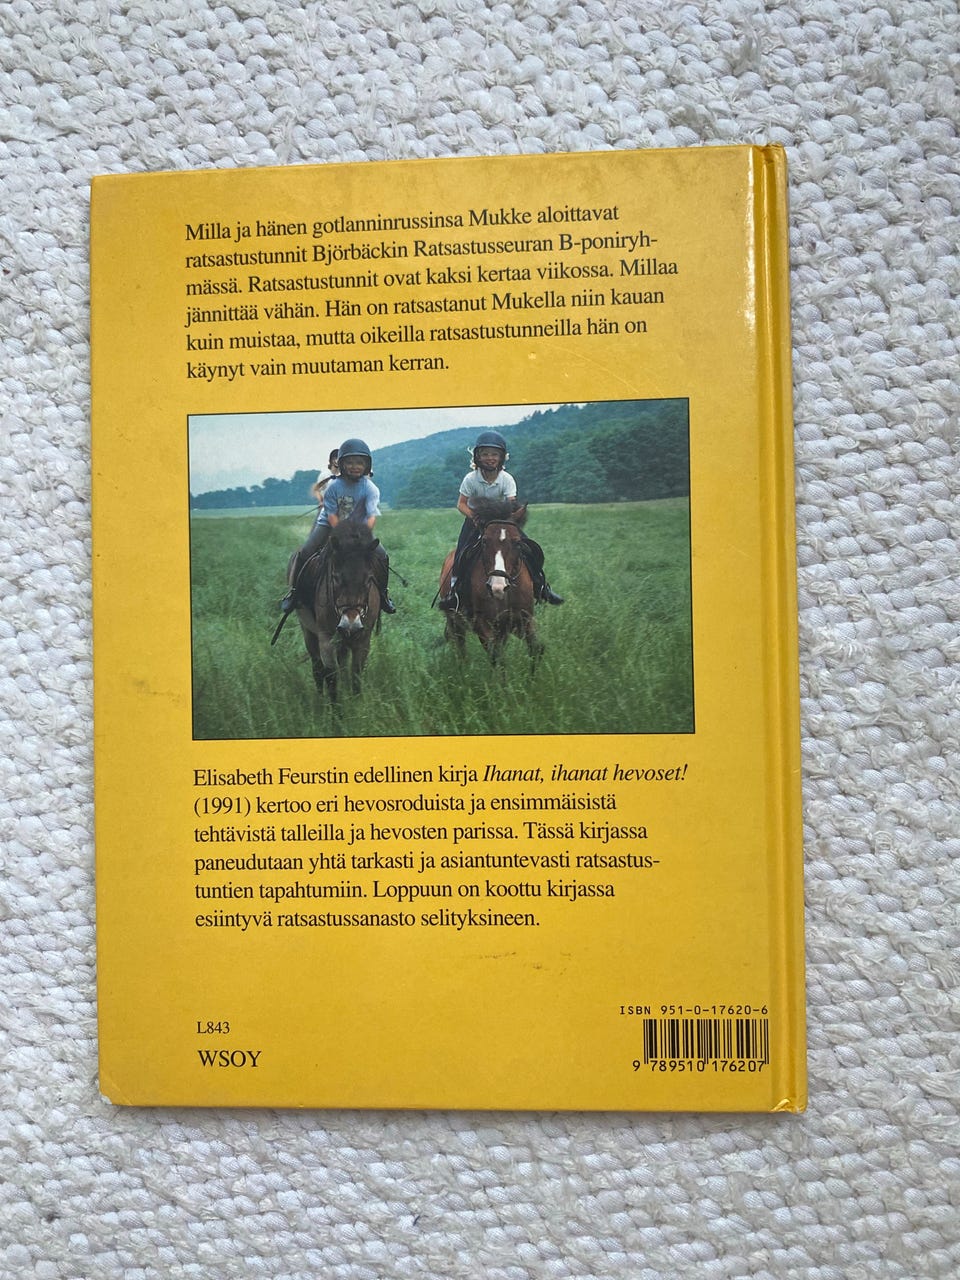 Milla ja hänen gotlanninrussinsa Mukke aloittavat
ratsastustunnit Björbäckin Ratsastusseuran B-poniryh-
mässä. Ratsastustunnit ovat kaksi kertaa viikossa. Millaa
jännittää vähän. Hän on ratsastanut Mukella niin kauan
kuin muistaa, mutta oikeilla ratsastustunneilla hän on
käynyt vain muutaman kerran.
Elisabeth Feurstin edellinen kirja Ihanat, ihanat hevoset!
(1991) kertoo eri hevosroduista ja ensimmäisistä
tehtävistä talleilla ja hevosten parissa. Tässä kirjassa
paneudutaan yhtä tarkasti ja asiantuntevasti ratsastus-
tuntien tapahtumiin. Loppuun on koottu kirjassa
esiintyvä ratsastussanasto selityksineen.
L843
WSOY
ISBN 951-0-17620-6
9 789510 176207